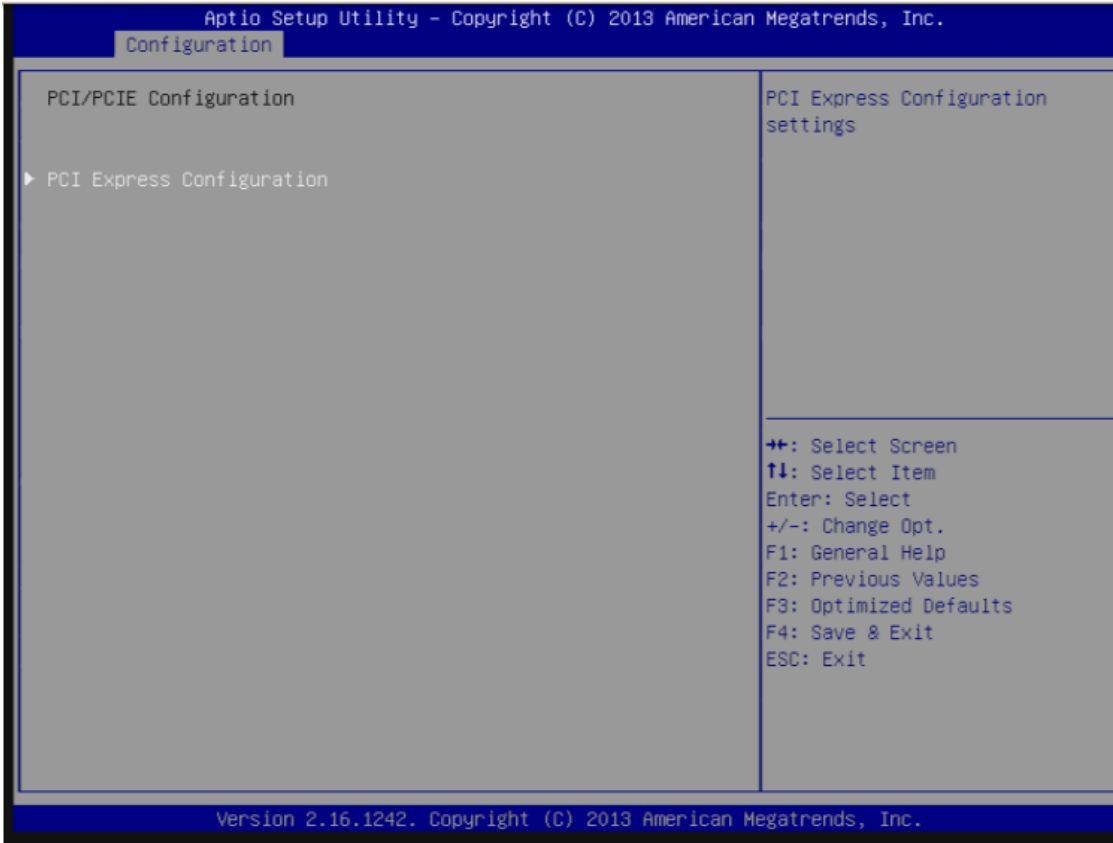 Aptio Setup Utility – Copyright (C) 2013 American Megatrends, Inc.
Configuration
PCI/PCIE Configuration
▶ PCI Express Configuration
PCI Express Configuration
settings
→←: Select Screen
↑↓: Select Item
Enter: Select
+/-: Change Opt.
F1: General Help
F2: Previous Values
F3: Optimized Defaults
F4: Save & Exit
ESC: Exit
Version 2.16.1242. Copyright (C) 2013 American Megatrends, Inc.